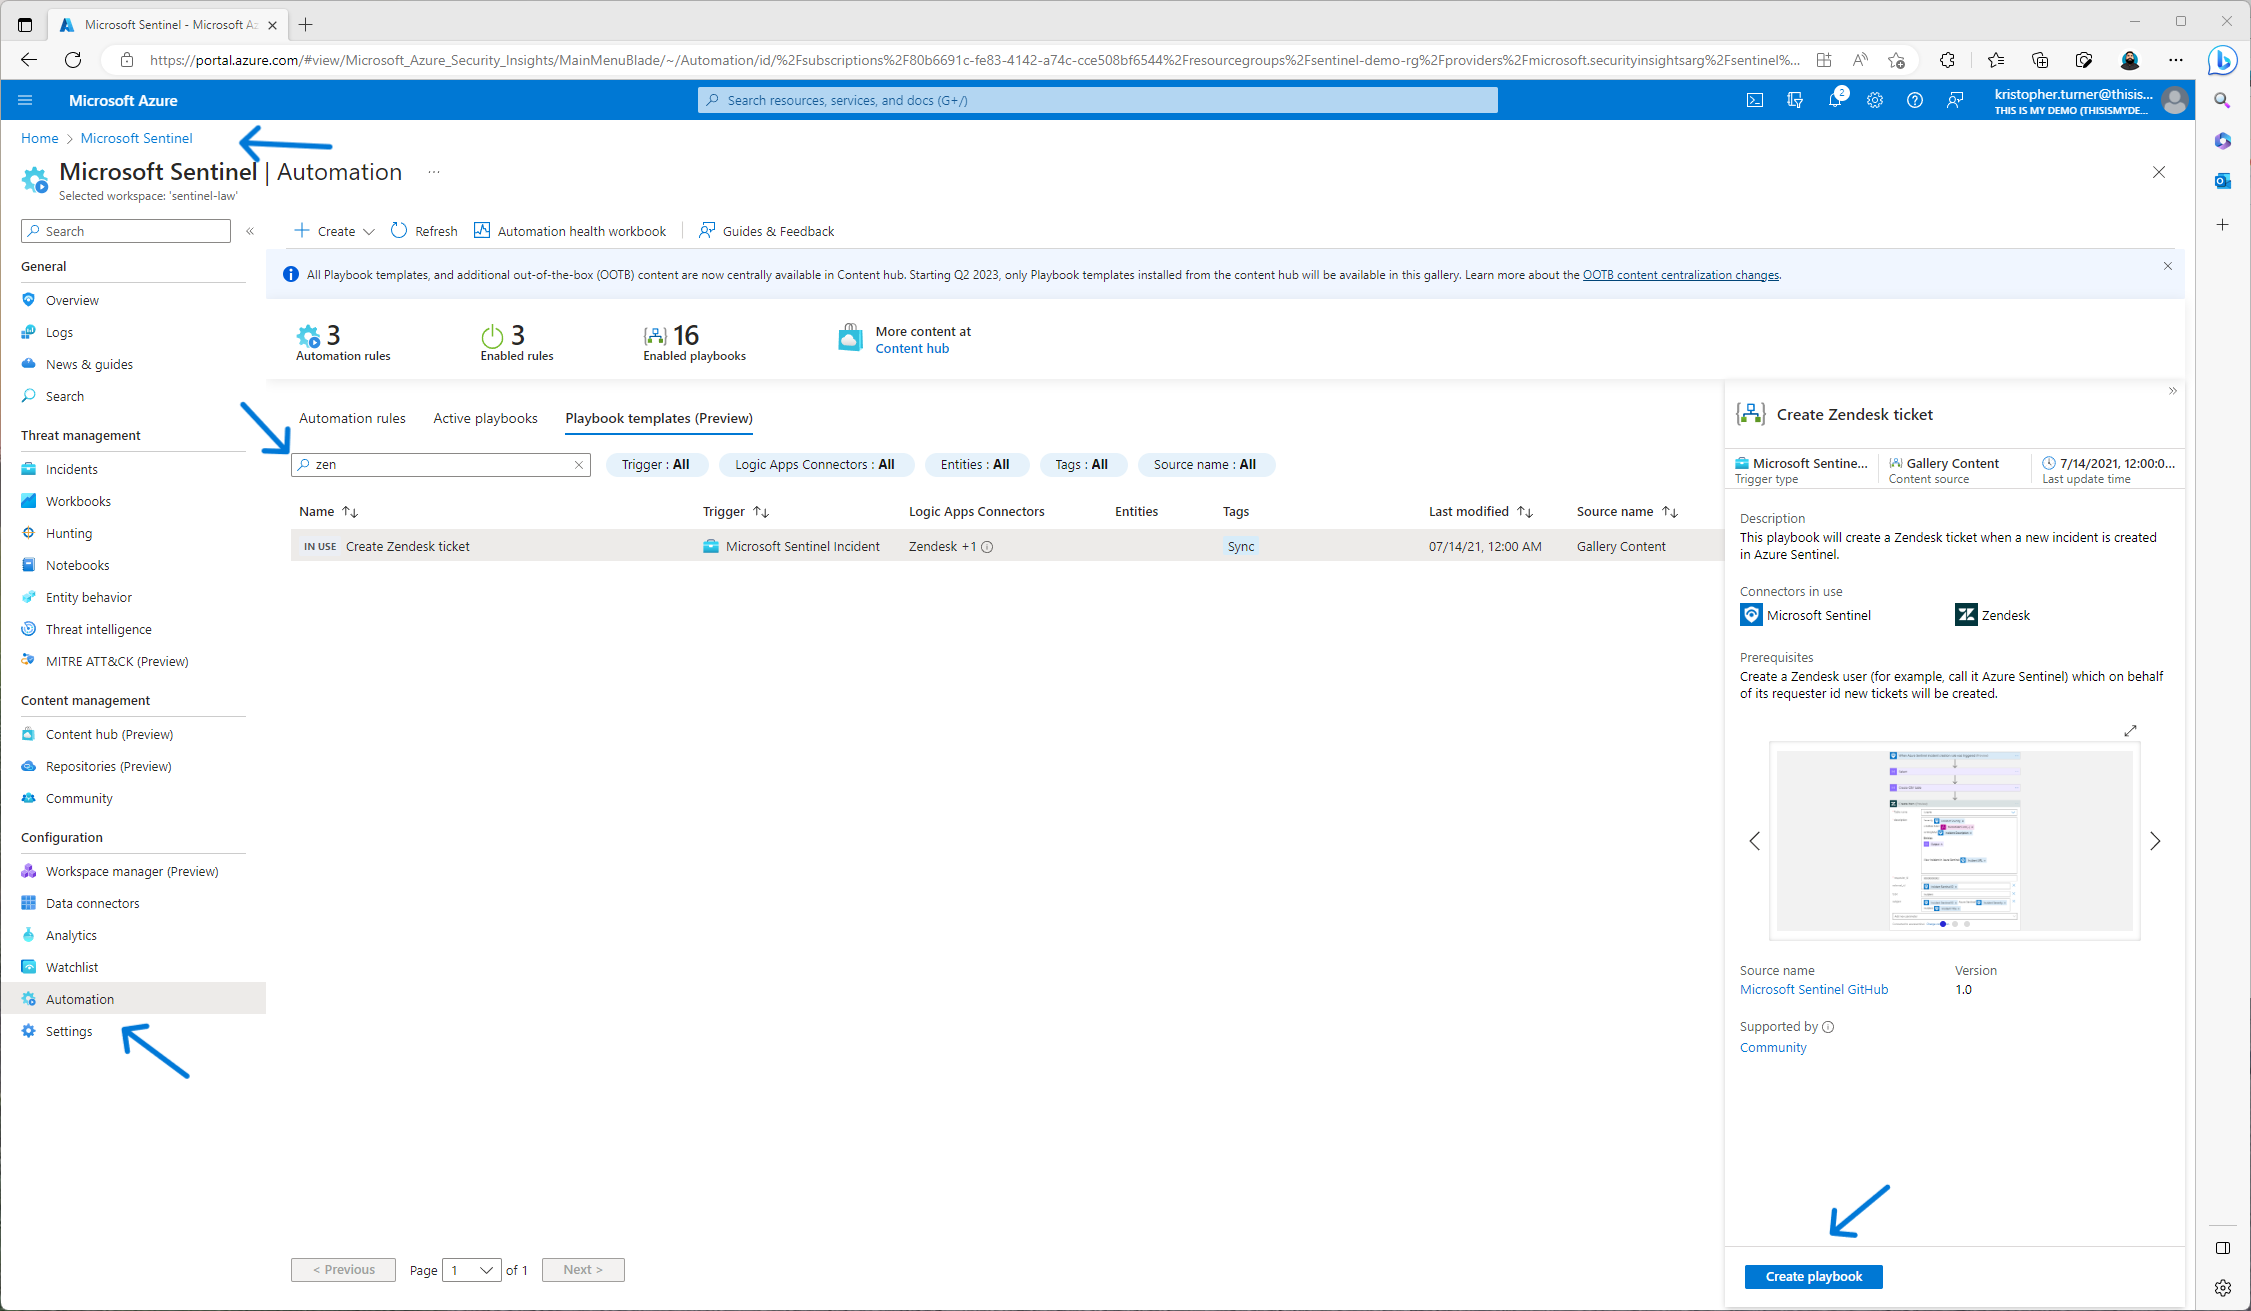 Microsoft Sentinel - Microsoft Az
https://portal.azure.com/#view/Microsoft_Azure_Security_Insights/MainMenuBlade/~/Automation/id/%2Fsubscriptions%2F80b6691c-fe83-4142-a74c-cce508bf6544%2Fresourcegroups%2Fsentinel-demo-rg%2Fproviders%2Fmicrosoft.securityinsightsarg%2Fsentinel%...
Microsoft Azure
Search resources, services, and docs (G+/)
2
kristopher.turner@thisis...
THIS IS MY DEMO (THISISMYDE...
Home > Microsoft Sentinel
Microsoft Sentinel | Automation ...
Selected workspace: 'sentinel-law'
Search
«
General
Overview
Logs
News & guides
Search
Threat management
Incidents
Workbooks
Hunting
Notebooks
Entity behavior
Threat intelligence
MITRE ATT&CK (Preview)
Content management
Content hub (Preview)
Repositories (Preview)
Community
Configuration
Workspace manager (Preview)
Data connectors
Analytics
Watchlist
Automation
Settings
Create
Refresh
Automation health workbook
Guides & Feedback
All Playbook templates, and additional out-of-the-box (OOTB) content are now centrally available in Content hub. Starting Q2 2023, only Playbook templates installed from the content hub will be available in this gallery. Learn more about the OOTB content centralization changes.
3
Automation rules
3
Enabled rules
16
Enabled playbooks
More content at
Content hub
Automation rules
Active playbooks
Playbook templates (Preview)
zen
Trigger : All
Logic Apps Connectors : All
Entities : All
Tags : All
Source name : All
Name ↑↓
Trigger ↑↓
Logic Apps Connectors
Entities
Tags
Last modified ↑↓
Source name ↑↓
IN USE Create Zendesk ticket
Microsoft Sentinel Incident
Zendesk +1
Sync
07/14/21, 12:00 AM
Gallery Content
< Previous
Page 1 of 1
Next >
»
Create Zendesk ticket
Microsoft Sentine...
Trigger type
Gallery Content
Content source
7/14/2021, 12:00:0...
Last update time
Description
This playbook will create a Zendesk ticket when a new incident is created
in Azure Sentinel.
Connectors in use
Microsoft Sentinel
Zendesk
Prerequisites
Create a Zendesk user (for example, call it Azure Sentinel) which on behalf
of its requester id new tickets will be created.
Source name
Microsoft Sentinel GitHub
Version
1.0
Supported by
Community
Create playbook